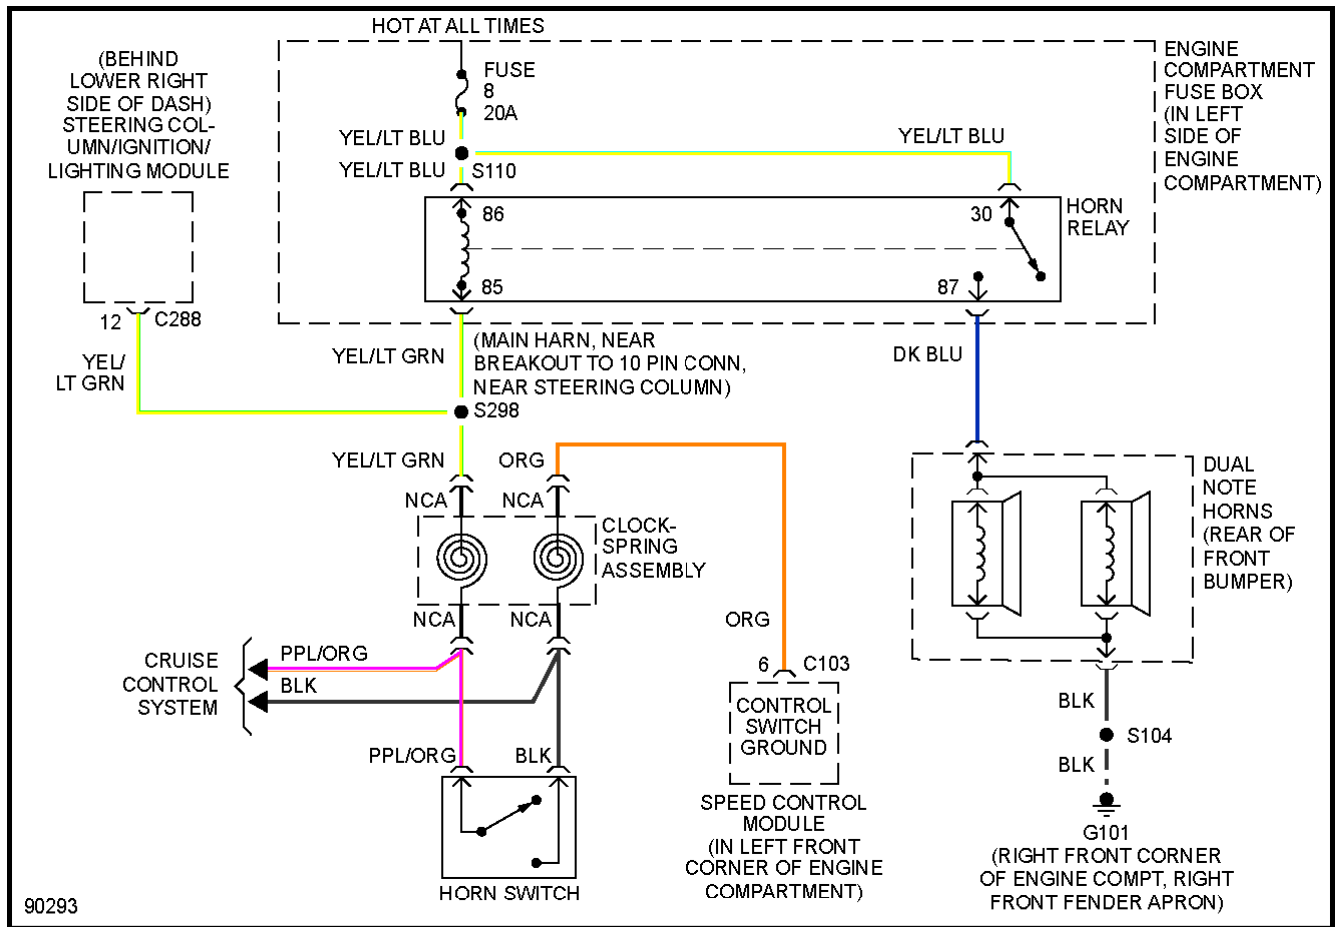 HOT AT ALL TIMES
(BEHIND
LOWER RIGHT
SIDE OF DASH)
STEERING COL-
UMN/IGNITION/
LIGHTING MODULE
FUSE
8
20A
ENGINE
COMPARTMENT
FUSE BOX
(IN LEFT
SIDE OF
ENGINE
COMPARTMENT)
YEL/LT BLU
YEL/LT BLU
YEL/LT BLU
S110
86
30
HORN
RELAY
85
87
12
C288
YEL/
LT GRN
YEL/LT GRN
(MAIN HARN, NEAR
BREAKOUT TO 10 PIN CONN,
NEAR STEERING COLUMN)
DK BLU
S298
YEL/LT GRN
ORG
NCA
NCA
CLOCK-
SPRING
ASSEMBLY
DUAL
NOTE
HORNS
(REAR OF
FRONT
BUMPER)
NCA
NCA
ORG
CRUISE
CONTROL
SYSTEM
PPL/ORG
BLK
6
C103
CONTROL
SWITCH
GROUND
PPL/ORG
BLK
BLK
S104
BLK
HORN SWITCH
SPEED CONTROL
MODULE
(IN LEFT FRONT
CORNER OF ENGINE
COMPARTMENT)
G101
(RIGHT FRONT CORNER
OF ENGINE COMPT, RIGHT
FRONT FENDER APRON)
90293